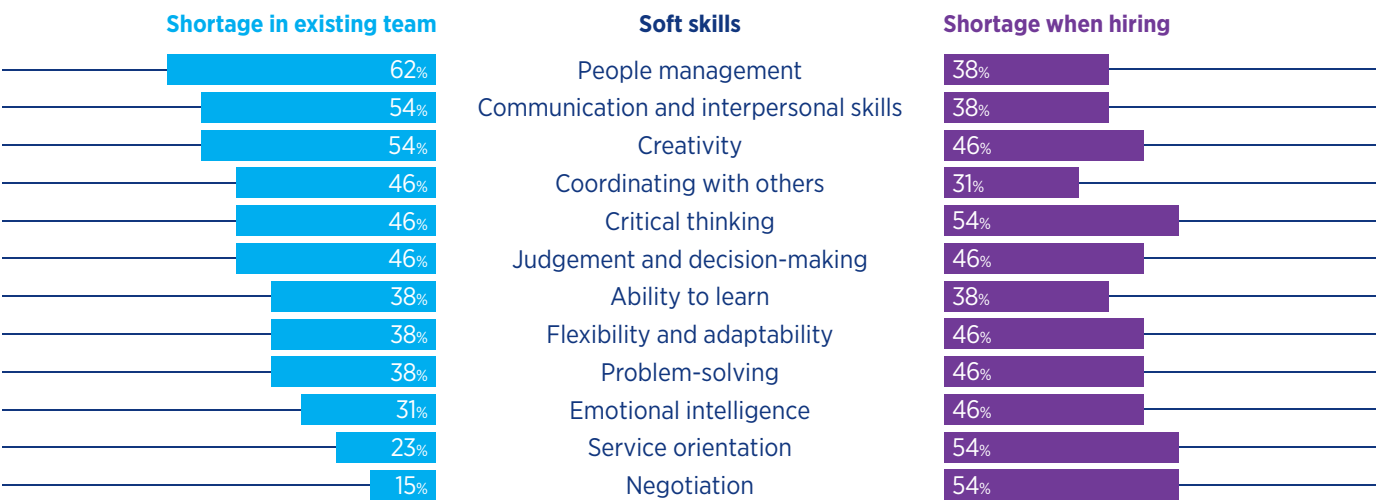 Shortage in existing team Soft skills Shortage when hiring
62% People management 38%
54% Communication and interpersonal skills 38%
54% Creativity 46%
46% Coordinating with others 31%
46% Critical thinking 54%
46% Judgement and decision-making 46%
38% Ability to learn 38%
38% Flexibility and adaptability 46%
38% Problem-solving 46%
31% Emotional intelligence 46%
23% Service orientation 54%
15% Negotiation 54%